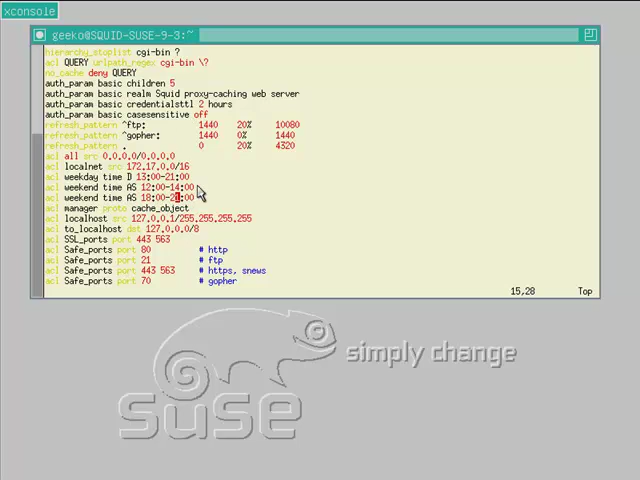 xconsole
geeko@SQUID-SUSE-9-3:~
hierarchy_stoplist cgi-bin ?
acl QUERY urlpath_regex cgi-bin \?
no_cache deny QUERY
auth_param basic children 5
auth_param basic realm Squid proxy-caching web server
auth_param basic credentialsttl 2 hours
auth_param basic casesensitive off
refresh_pattern ^ftp: 1440 20% 10080
refresh_pattern ^gopher: 1440 0% 1440
refresh_pattern . 0 20% 4320
acl all src 0.0.0.0/0.0.0.0
acl localnet src 172.17.0.0/16
acl weekday time D 13:00-21:00
acl weekend time AS 12:00-14:00
acl weekend time AS 18:00-21:00
acl manager proto cache_object
acl localhost src 127.0.0.1/255.255.255.255
acl to_localhost dst 127.0.0.0/8
acl SSL_ports port 443 563
acl Safe_ports port 80 # http
acl Safe_ports port 21 # ftp
acl Safe_ports port 443 563 # https, snews
acl Safe_ports port 70 # gopher
15,28 Top
simply change
suse